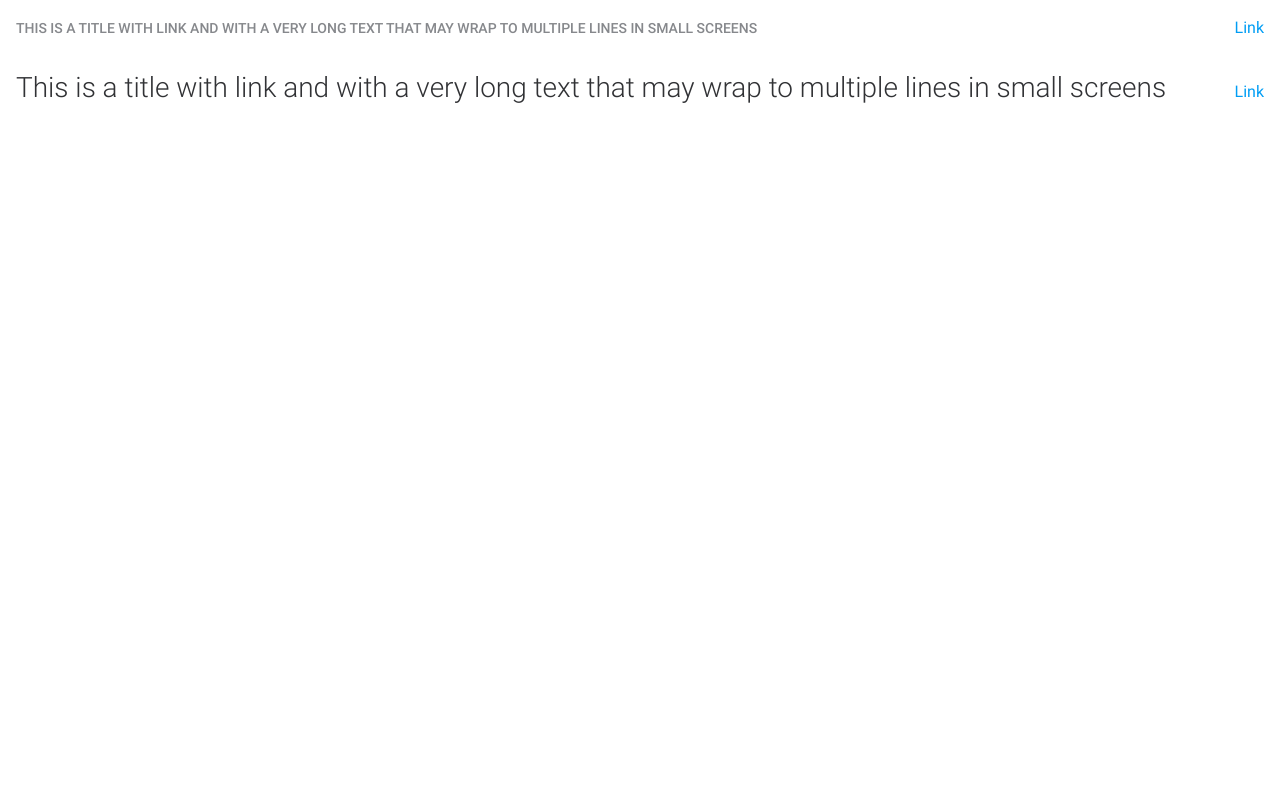 THIS IS A TITLE WITH LINK AND WITH A VERY LONG TEXT THAT MAY WRAP TO MULTIPLE LINES IN SMALL SCREENS Link
This is a title with link and with a very long text that may wrap to multiple lines in small screens Link